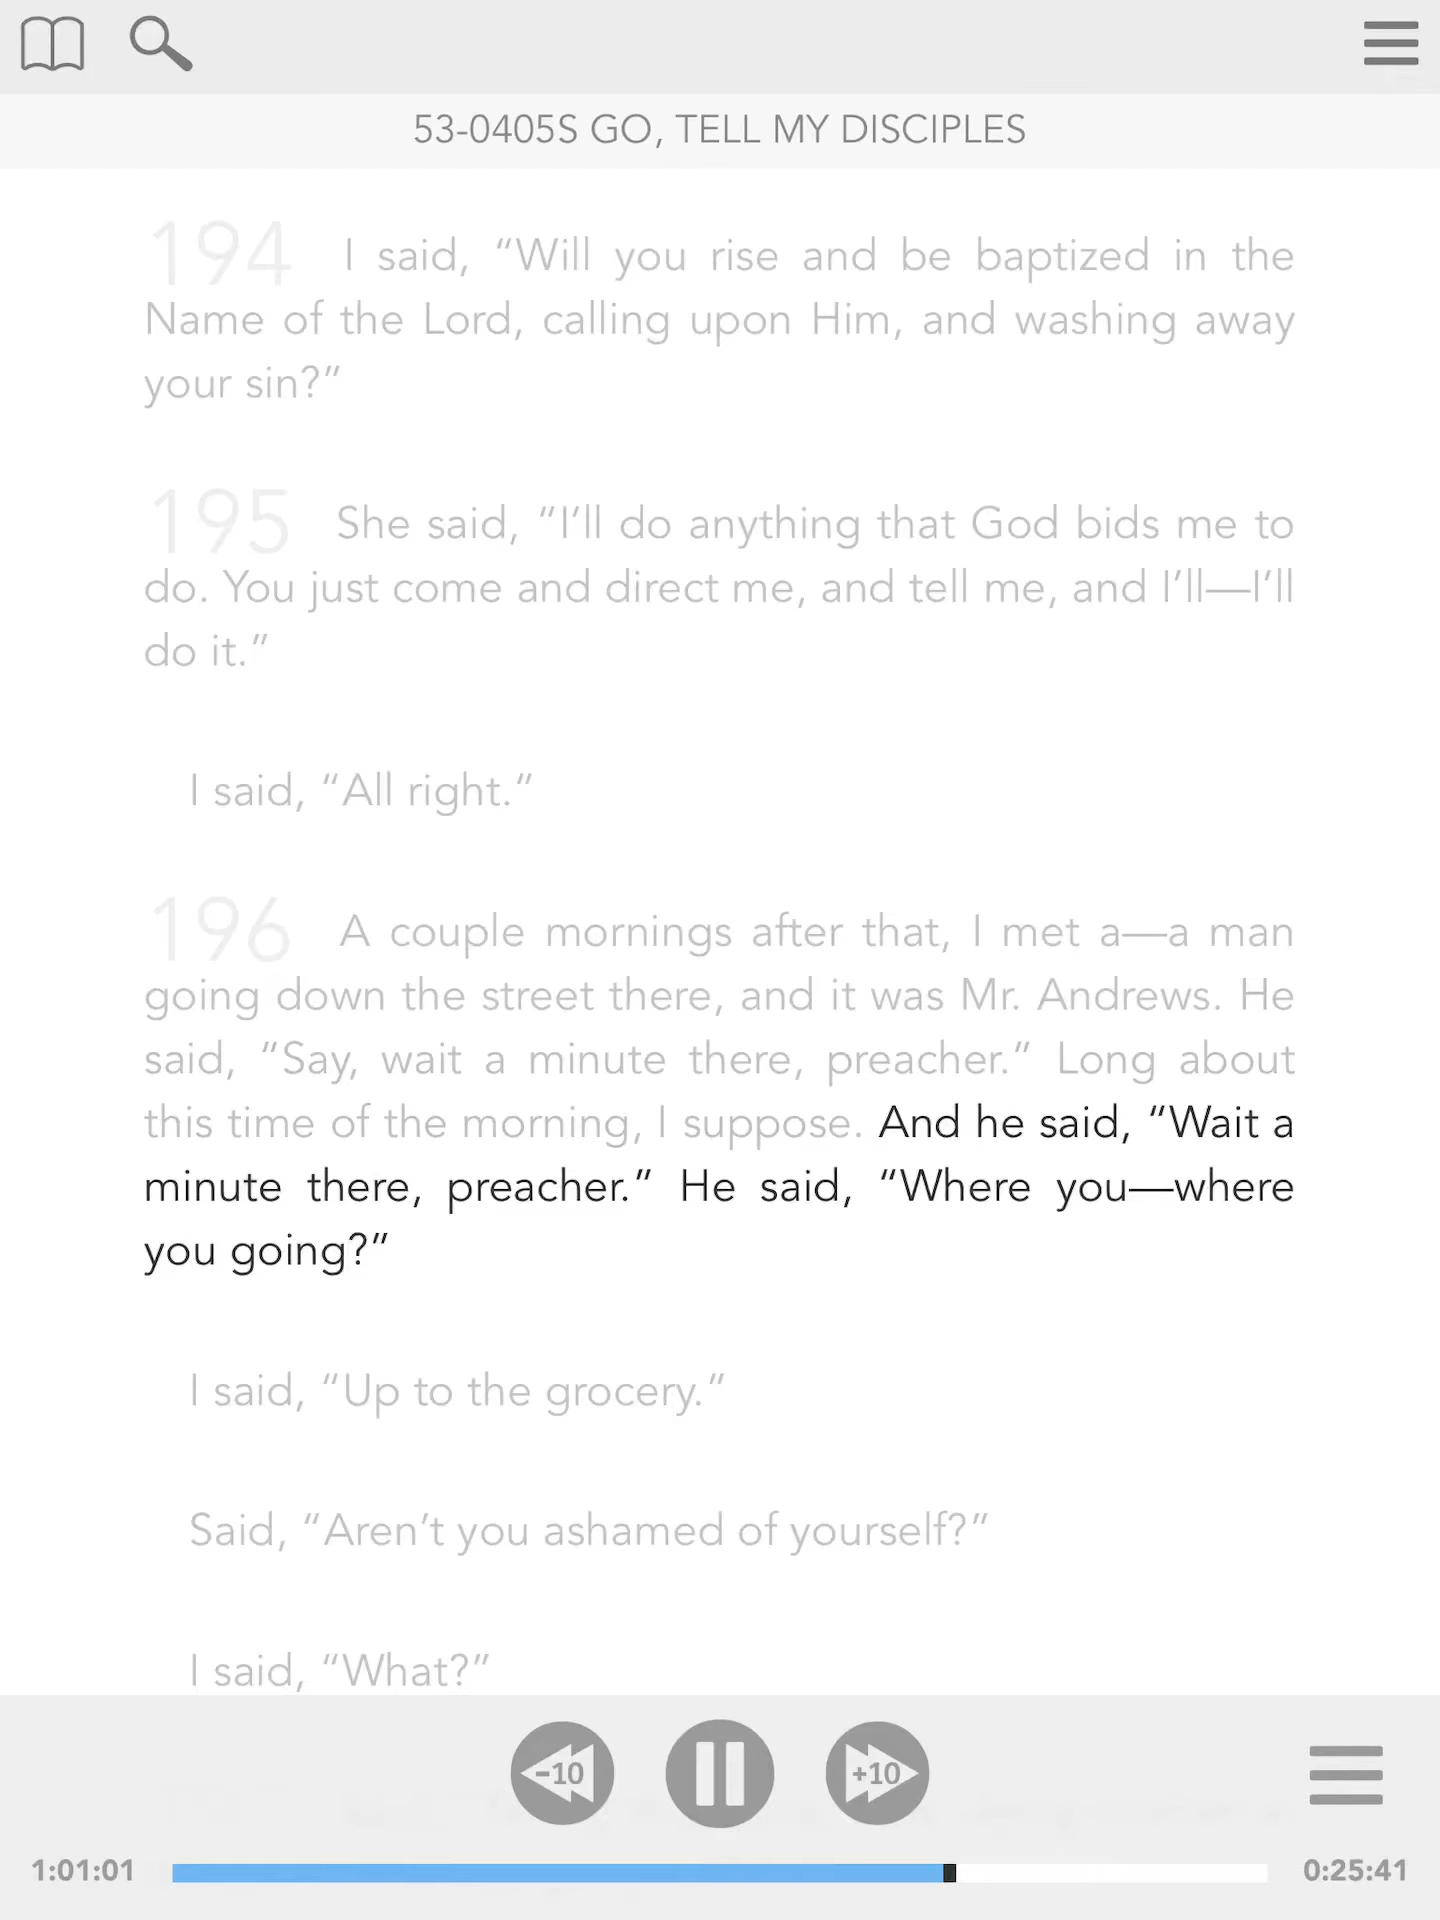 53-0405S GO, TELL MY DISCIPLES
194 I said, “Will you rise and be baptized in the
Name of the Lord, calling upon Him, and washing away
your sin?”
195 She said, “I’ll do anything that God bids me to
do. You just come and direct me, and tell me, and I’ll—I’ll
do it.”
I said, “All right.“
196 A couple mornings after that, I met a—a man
going down the street there, and it was Mr. Andrews. He
said, “Say, wait a minute there, preacher.” Long about
this time of the morning, I suppose. And he said, “Wait a
minute there, preacher.” He said, “Where you—where
you going?”
I said, “Up to the grocery.”
Said, “Aren’t you ashamed of yourself?”
I said, “What?”
-10 +10
1:01:01 0:25:41